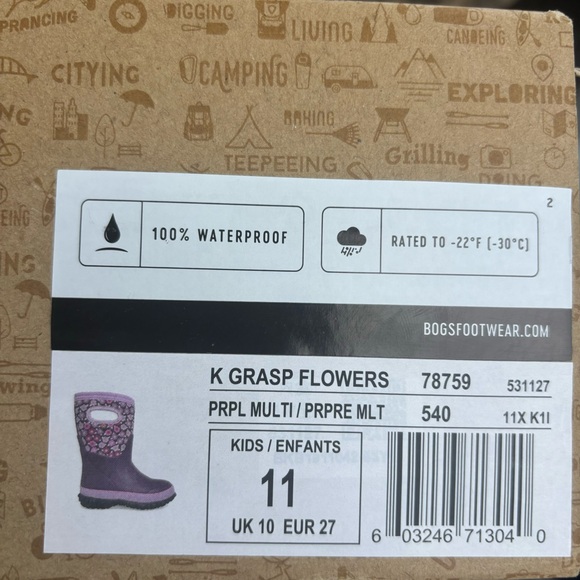 PRANCING
DIGGING
LIVING
CANOEING
CITYING
CAMPING
EXPLORING
RAKING
TEEPEEING
Grilling
DOING
2
100% WATERPROOF
RATED TO -22°F (-30°C)
BOGSFOOTWEAR.COM
K GRASP FLOWERS 78759 531127
PRPL MULTI / PRPRE MLT 540 11X K1I
KIDS / ENFANTS
11
UK 10 EUR 27
6 03246 71304 0